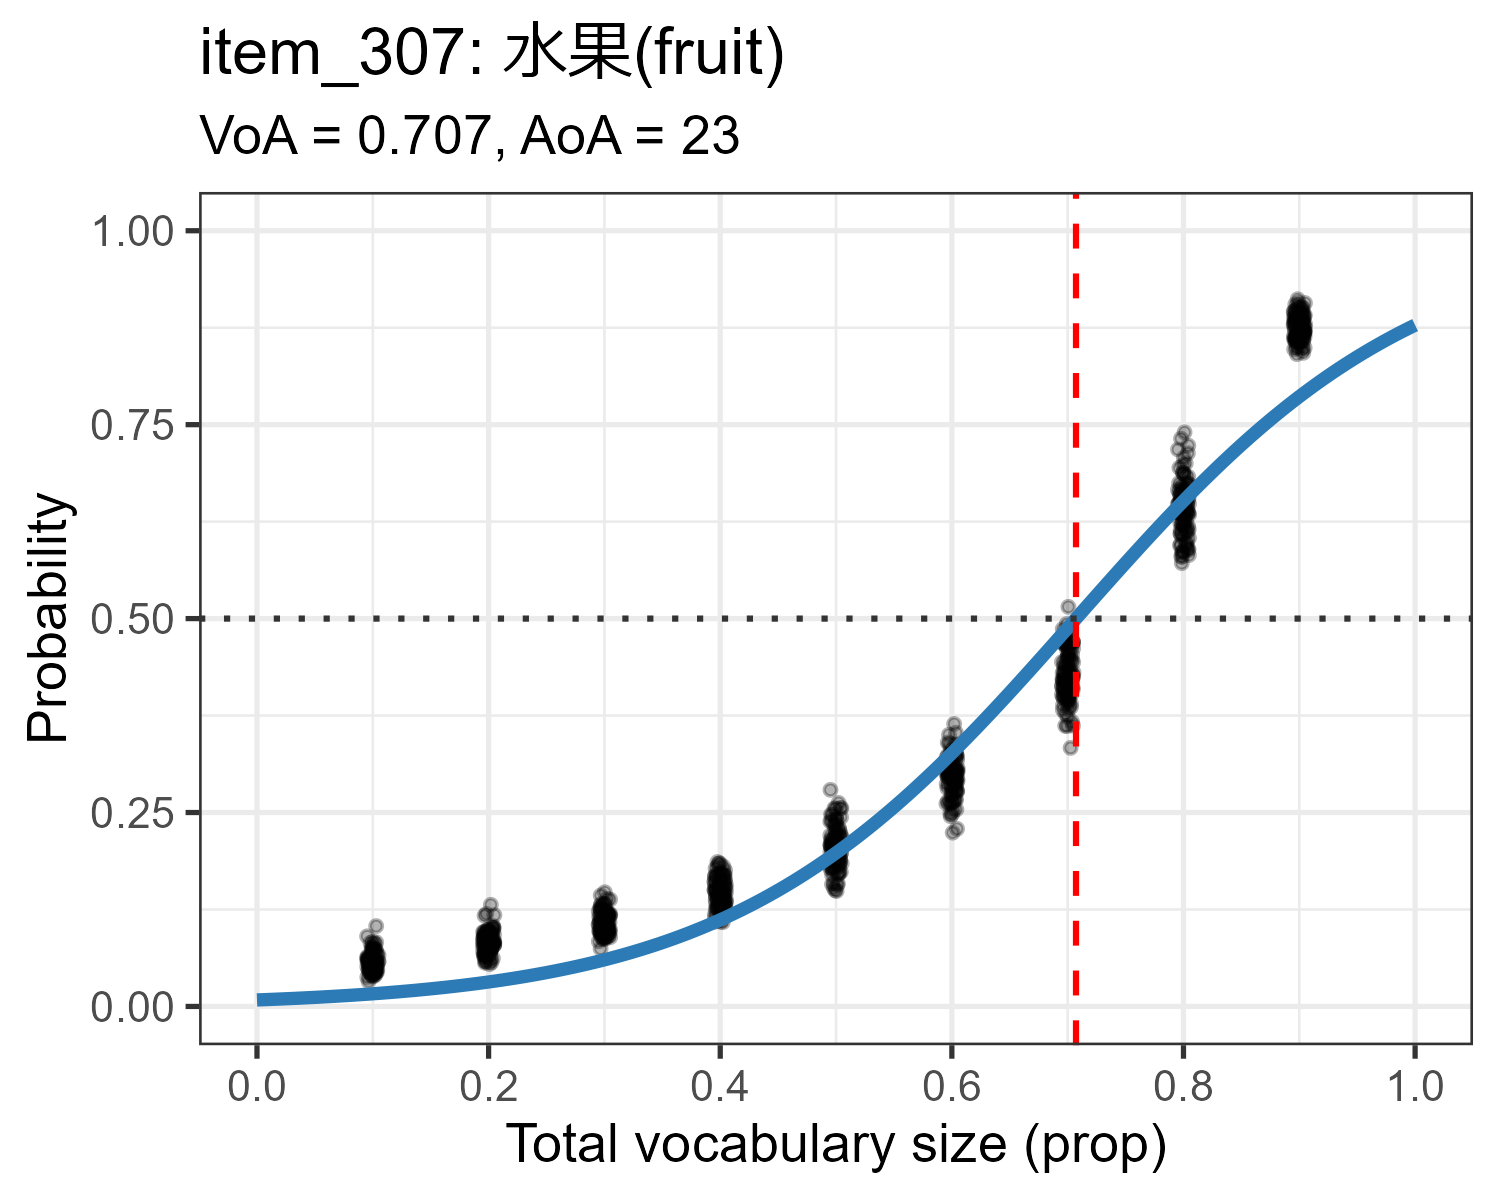 item_307: 水果(fruit)
VoA = 0.707, AoA = 23
1.00
0.75
0.50
0.25
0.00
Probability
0.0 0.2 0.4 0.6 0.8 1.0
Total vocabulary size (prop)